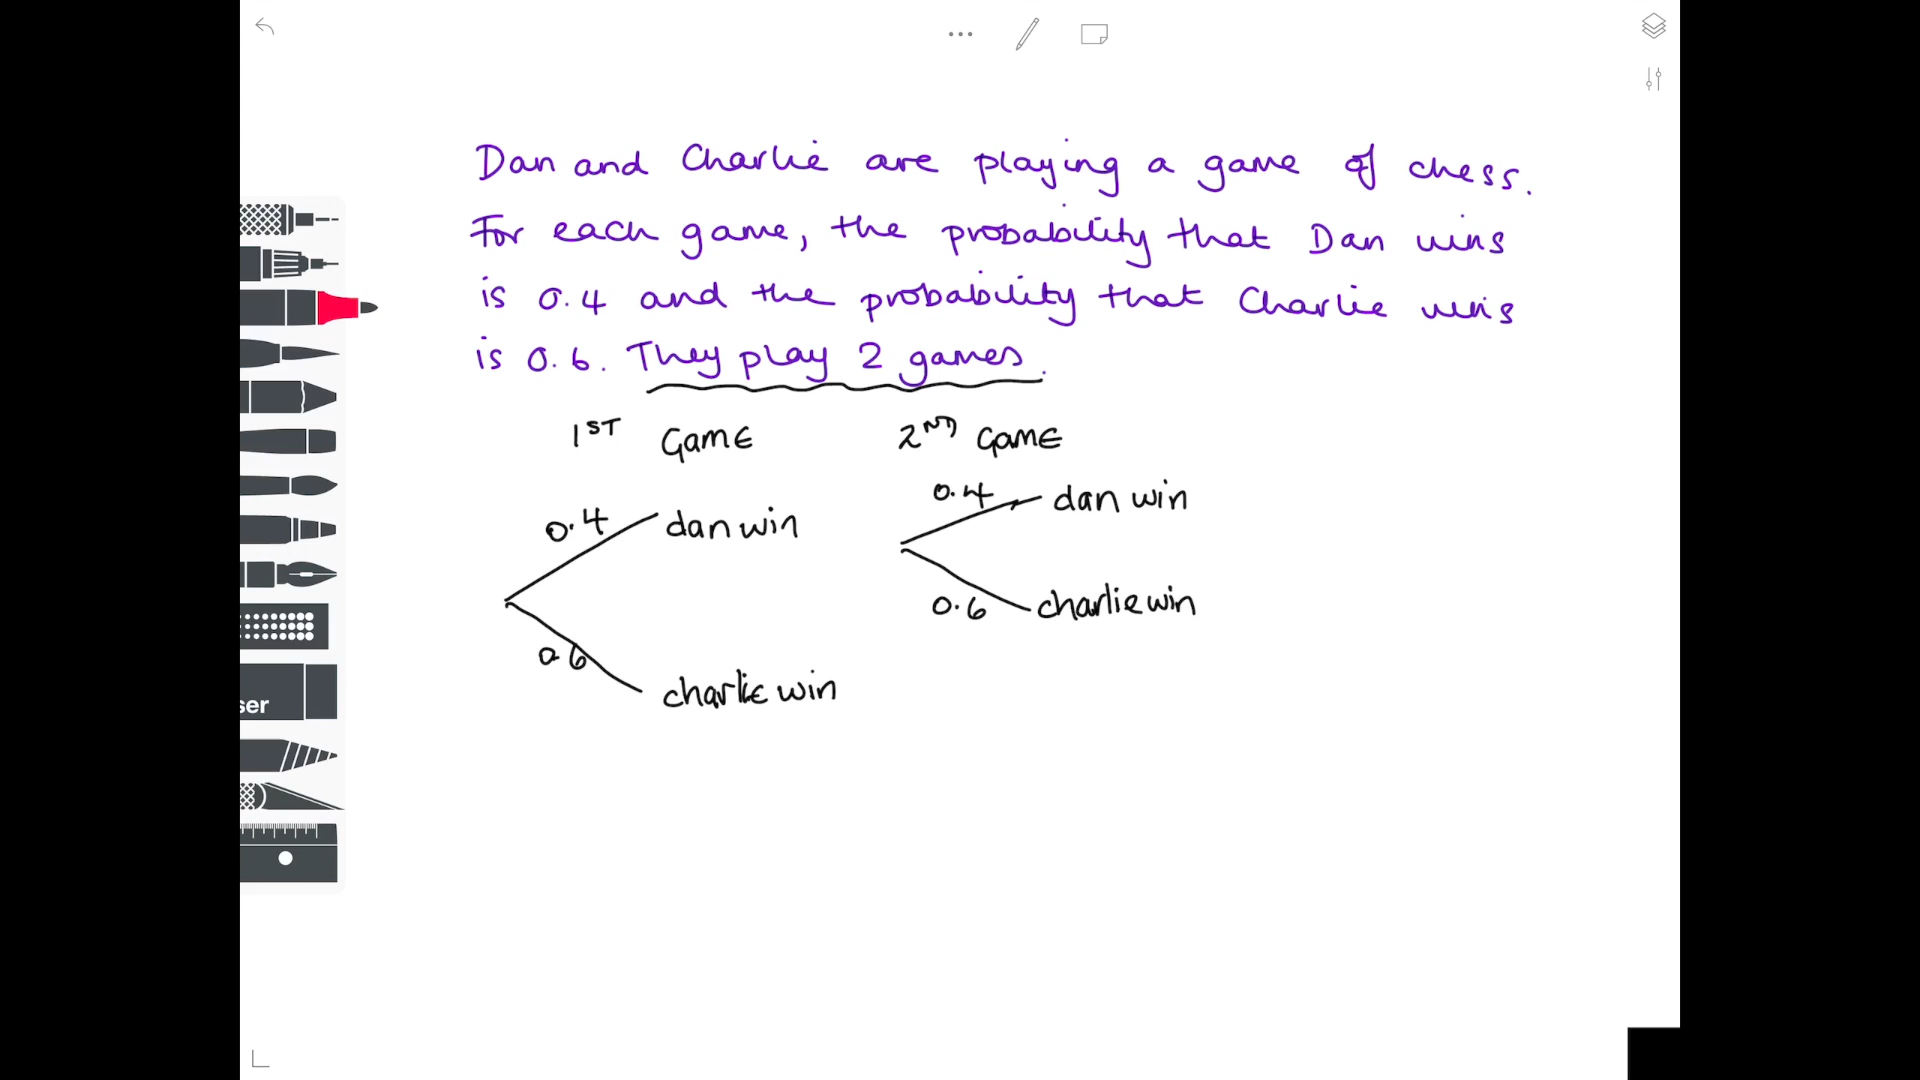 Dan and Charlie are playing a game of chess.
For each game, the probability that Dan wins
is 0.4 and the probability that Charlie wins
is 0.6. They play 2 games.
1ST Game 2ND Game
0.4 dan win 0.4 dan win
0.6 charlie win
0.6 charlie win
ser